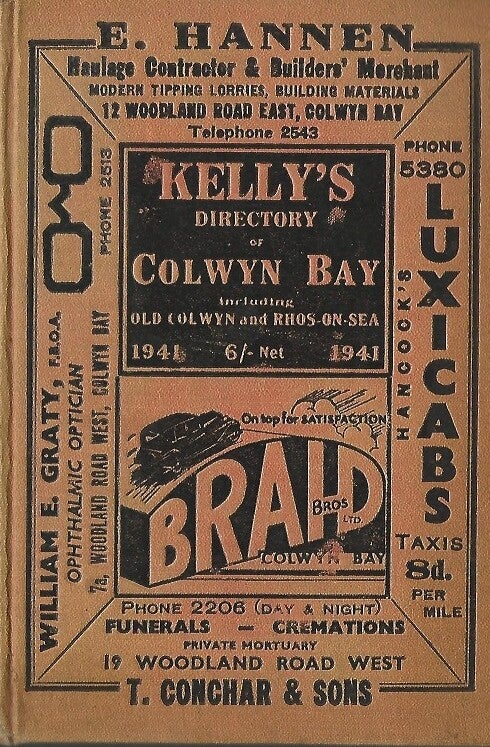 E. HANNEN
Haulage Contractor & Builders' Merchant
MODERN TIPPING LORRIES, BUILDING MATERIALS
12 WOODLAND ROAD EAST, COLWYN BAY
Telephone 2543
PHONE 2513
WILLIAM E. GRATY, F.B.O.A.
OPHTHALMIC OPTICIAN
7a, WOODLAND ROAD WEST, COLWYN BAY
KELLY'S
DIRECTORY
OF
COLWYN BAY
including
OLD COLWYN and RHOS-ON-SEA
1941 6/- Net 1941
On top for SATISFACTION
BRAID
BROS
LTD.
COLWYN BAY
PHONE
5380
HANCOCK'S
LUXICABS
TAXIS
8d.
PER
MILE
PHONE 2206 (DAY & NIGHT)
FUNERALS — CREMATIONS
PRIVATE MORTUARY
19 WOODLAND ROAD WEST
T. CONCHAR & SONS